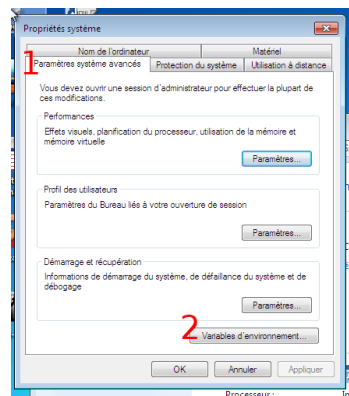 Propriétés système
Nom de l'ordinateur
Matériel
1
Paramètres système avancés
Protection du système
Utilisation à distance
Vous devez ouvrir une session d'administrateur pour effectuer la plupart de
ces modifications.
Performances
Effets visuels, planification du processeur, utilisation de la mémoire et
mémoire virtuelle
Paramètres...
Profil des utilisateurs
Paramètres du Bureau liés à votre ouverture de session
Paramètres...
Démarrage et récupération
Informations de démarrage du système, de défaillance du système et de
débogage
Paramètres...
2
Variables d'environnement...
OK
Annuler
Appliquer
Processeur :